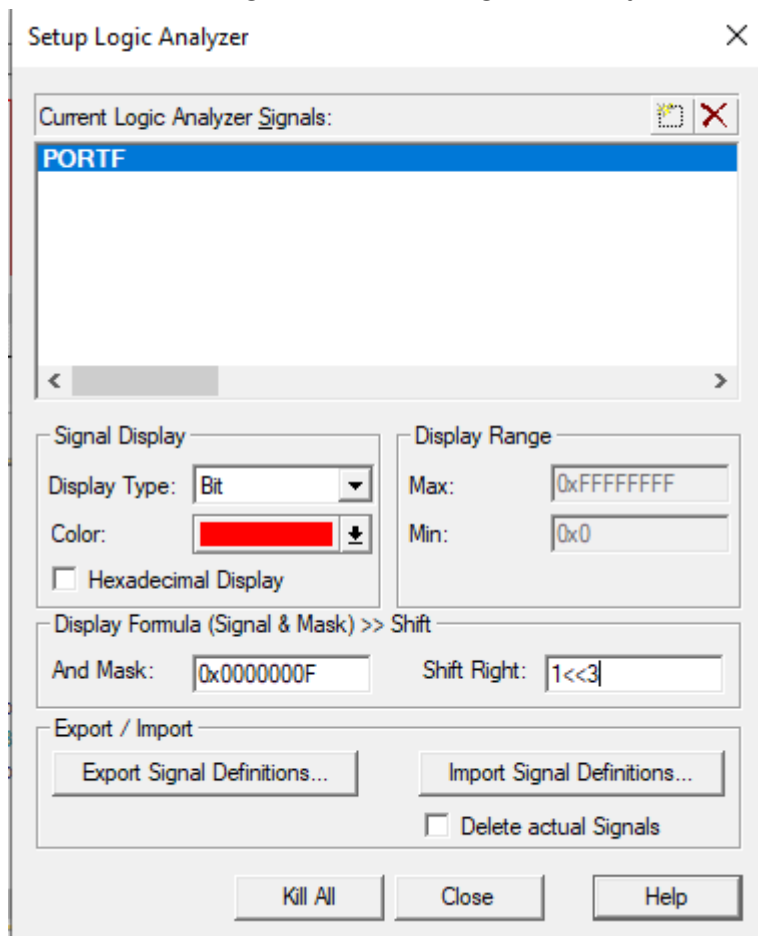 Setup Logic Analyzer
Current Logic Analyzer Signals:
PORTF
Signal Display
Display Range
Display Type: Bit
Max: 0xFFFFFFFF
Color:
Min: 0x0
Hexadecimal Display
Display Formula (Signal & Mask) >> Shift
And Mask: 0x0000000F
Shift Right: 1<<3
Export / Import
Export Signal Definitions...
Import Signal Definitions...
Delete actual Signals
Kill All
Close
Help